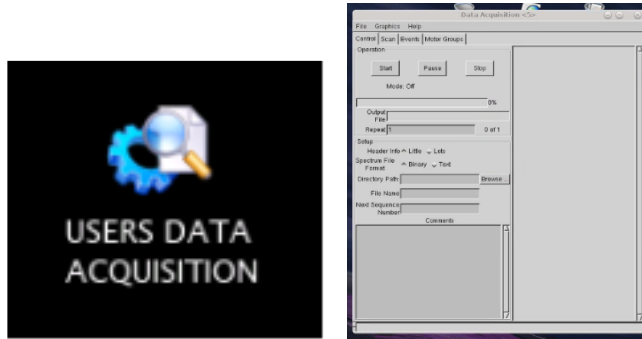 USERS DATA
ACQUISITION
Data Acquisition <5>
File Graphics Help
Control Scan Events Motor Groups
Operation
Start Pause Stop
Mode: Off
0%
Output
File
Repeat 1 0 of 1
Setup
Header Info Little Lots
Spectrum File
Format Binary Text
Directory Path: Browse...
File Name
Next Sequence
Number
Comments